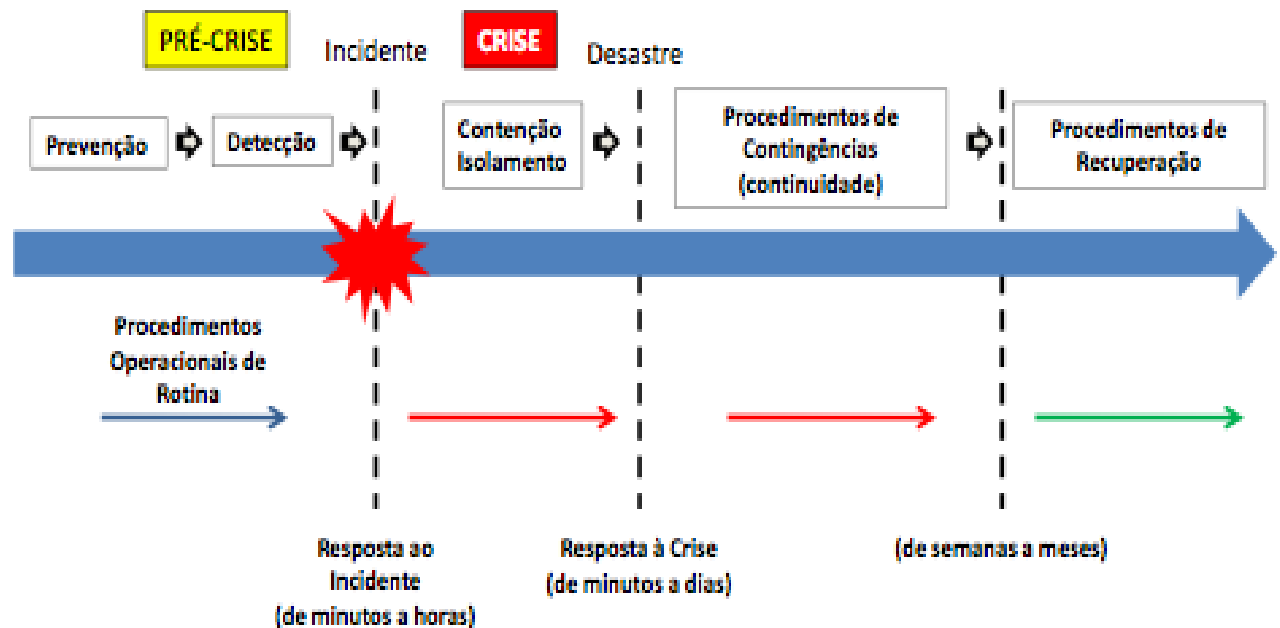 PRÉ-CRISE
Incidente
CRISE
Desastre
Prevenção
Detecção
Contenção
Isolamento
Procedimentos de
Contingências
(continuidade)
Procedimentos de
Recuperação
Procedimentos
Operacionais de
Rotina
Resposta ao
Incidente
(de minutos a horas)
Resposta à Crise
(de minutos a dias)
(de semanas a meses)